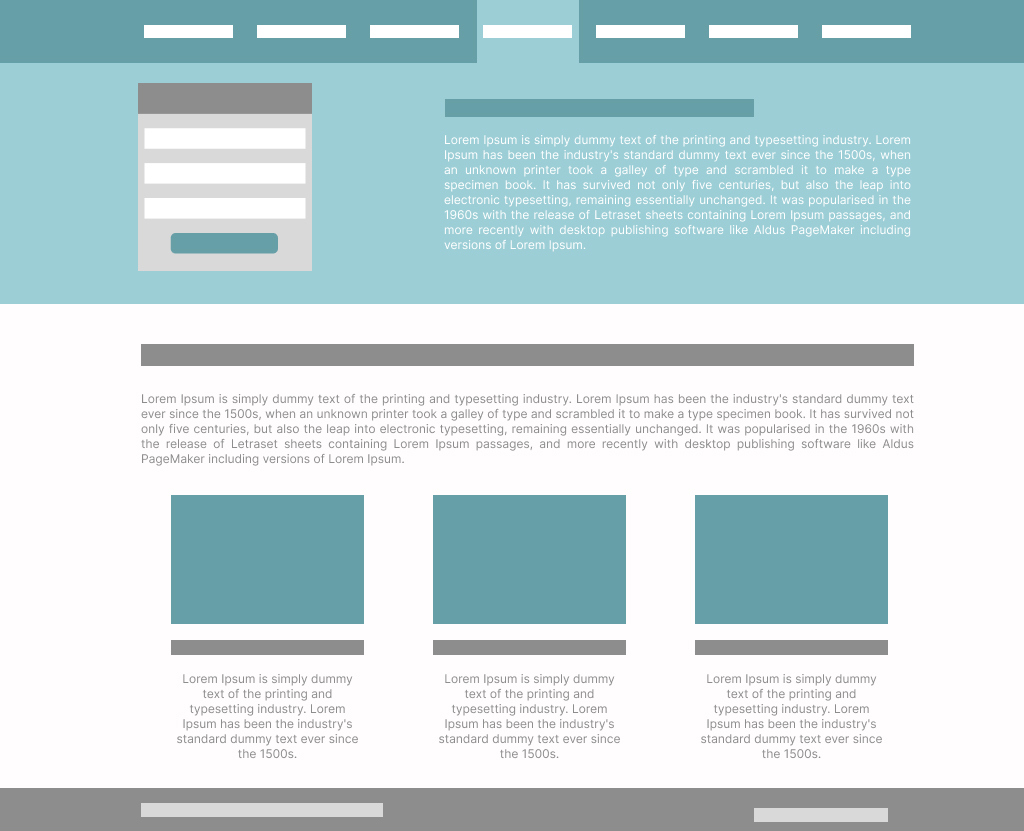 Lorem Ipsum is simply dummy text of the printing and typesetting industry. Lorem
Ipsum has been the industry's standard dummy text ever since the 1500s, when
an unknown printer took a galley of type and scrambled it to make a type
specimen book. It has survived not only five centuries, but also the leap into
electronic typesetting, remaining essentially unchanged. It was popularised in the
1960s with the release of Letraset sheets containing Lorem Ipsum passages, and
more recently with desktop publishing software like Aldus PageMaker including
versions of Lorem Ipsum.
Lorem Ipsum is simply dummy text of the printing and typesetting industry. Lorem Ipsum has been the industry's standard dummy text
ever since the 1500s, when an unknown printer took a galley of type and scrambled it to make a type specimen book. It has survived not
only five centuries, but also the leap into electronic typesetting, remaining essentially unchanged. It was popularised in the 1960s with
the release of Letraset sheets containing Lorem Ipsum passages, and more recently with desktop publishing software like Aldus
PageMaker including versions of Lorem Ipsum.
Lorem Ipsum is simply dummy
text of the printing and
typesetting industry. Lorem
Ipsum has been the industry's
standard dummy text ever since
the 1500s.
Lorem Ipsum is simply dummy
text of the printing and
typesetting industry. Lorem
Ipsum has been the industry's
standard dummy text ever since
the 1500s.
Lorem Ipsum is simply dummy
text of the printing and
typesetting industry. Lorem
Ipsum has been the industry's
standard dummy text ever since
the 1500s.